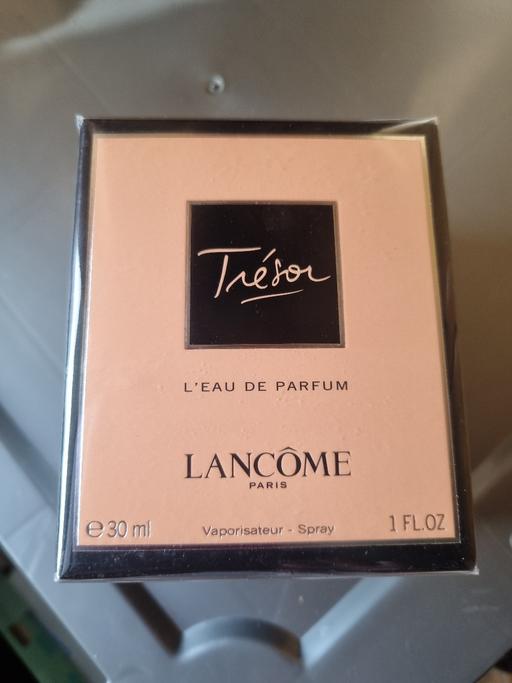 Trésor
L'EAU DE PARFUM
LANCÔME
PARIS
℮30 ml Vaporisateur - Spray 1 FL.OZ